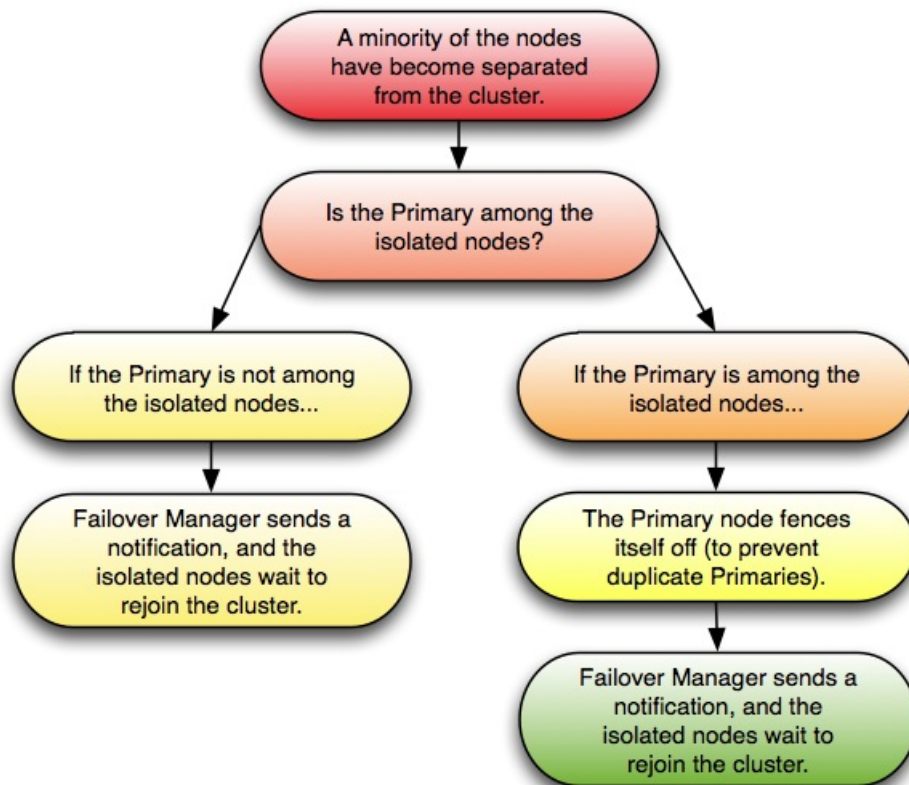 A minority of the nodes
have become separated
from the cluster.
Is the Primary among the
isolated nodes?
If the Primary is not among
the isolated nodes...
If the Primary is among the
isolated nodes...
Failover Manager sends a
notification, and the
isolated nodes wait to
rejoin the cluster.
The Primary node fences
itself off (to prevent
duplicate Primaries).
Failover Manager sends a
notification, and the
isolated nodes wait to
rejoin the cluster.